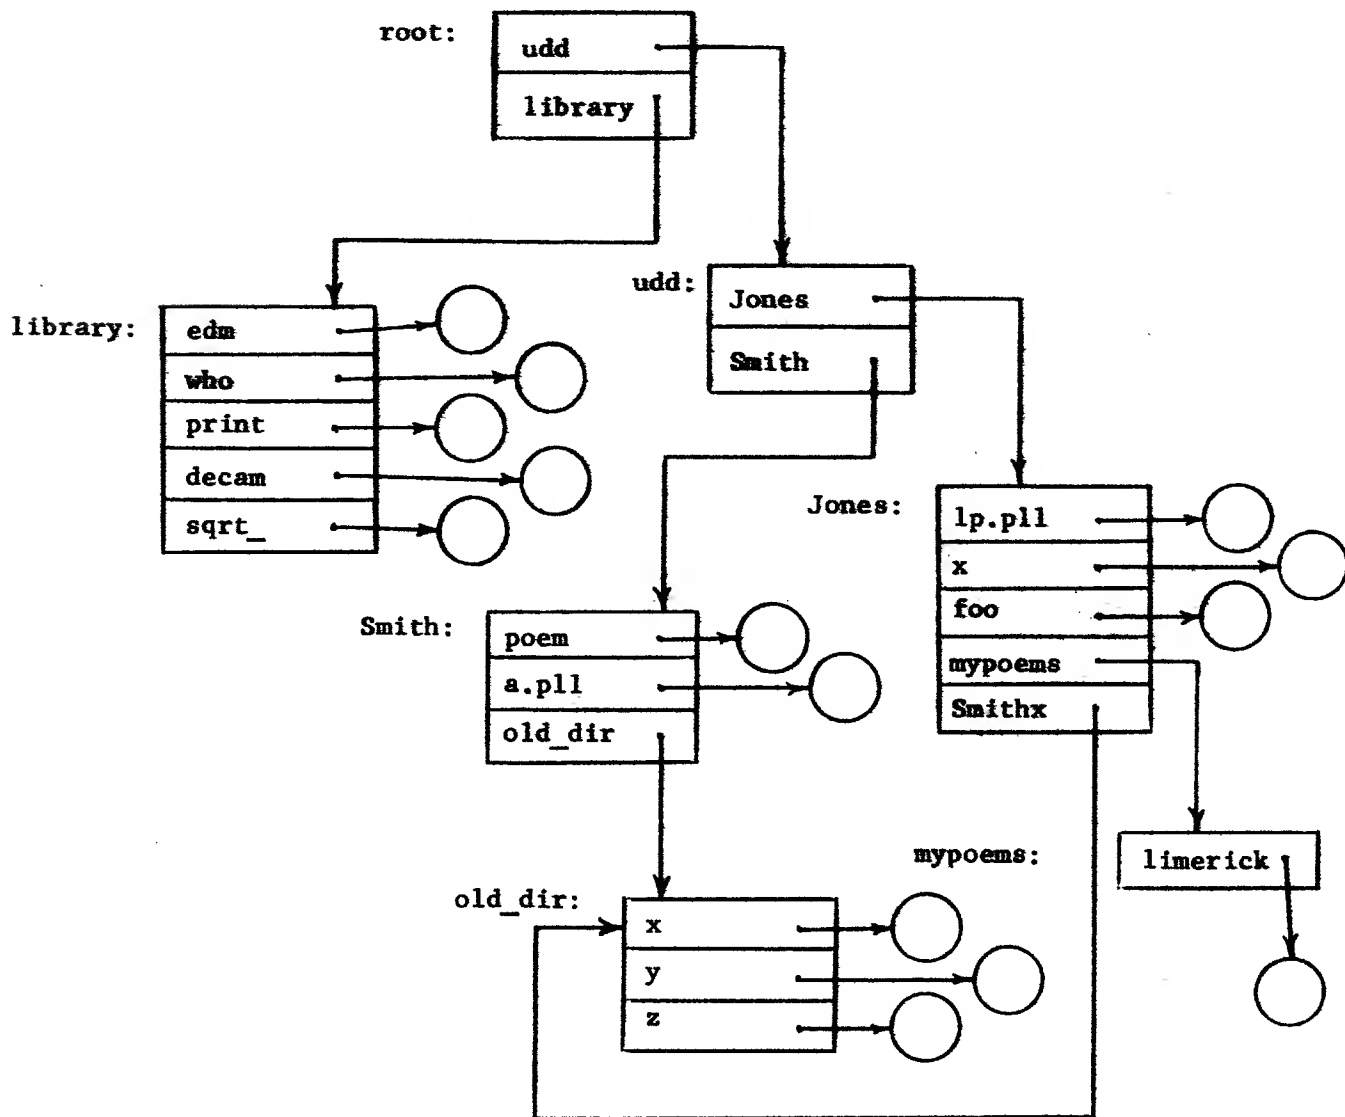 root:
udd
library
library:
edm
who
print
decam
sqrt_
udd:
Jones
Smith
Smith:
poem
a.pl1
old_dir
Jones:
lp.pl1
x
foo
mypoems
Smithx
mypoems:
limerick
old_dir:
x
y
z